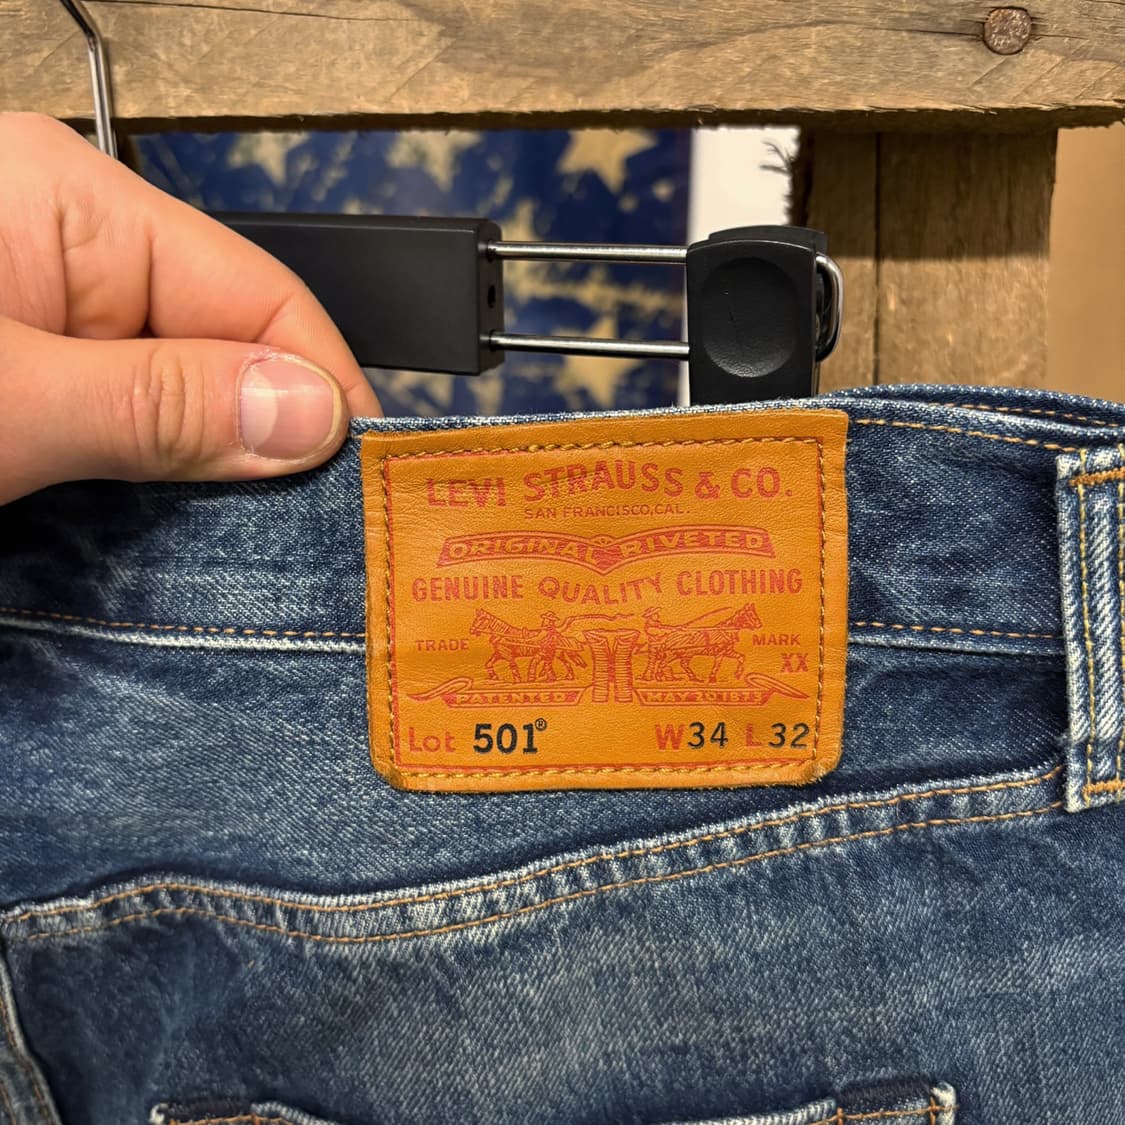 LEVI STRAUSS & CO.
SAN FRANCISCO, CAL.
ORIGINAL RIVETED
GENUINE QUALITY CLOTHING
TRADE MARK
XX
PATENTED MAY 20 1873
Lot 501® W34 L32